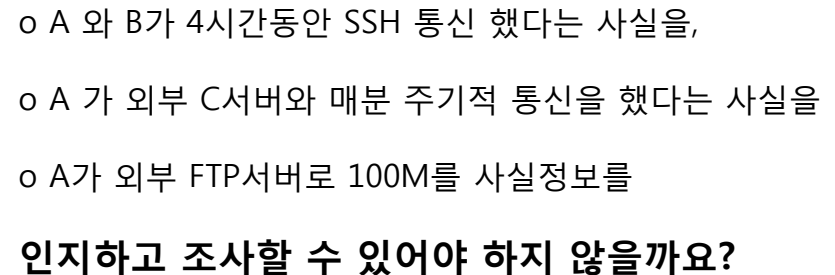 o A 와 B가 4시간동안 SSH 통신 했다는 사실을,
o A 가 외부 C서버와 매분 주기적 통신을 했다는 사실을
o A가 외부 FTP서버로 100M를 사실정보를
인지하고 조사할 수 있어야 하지 않을까요?